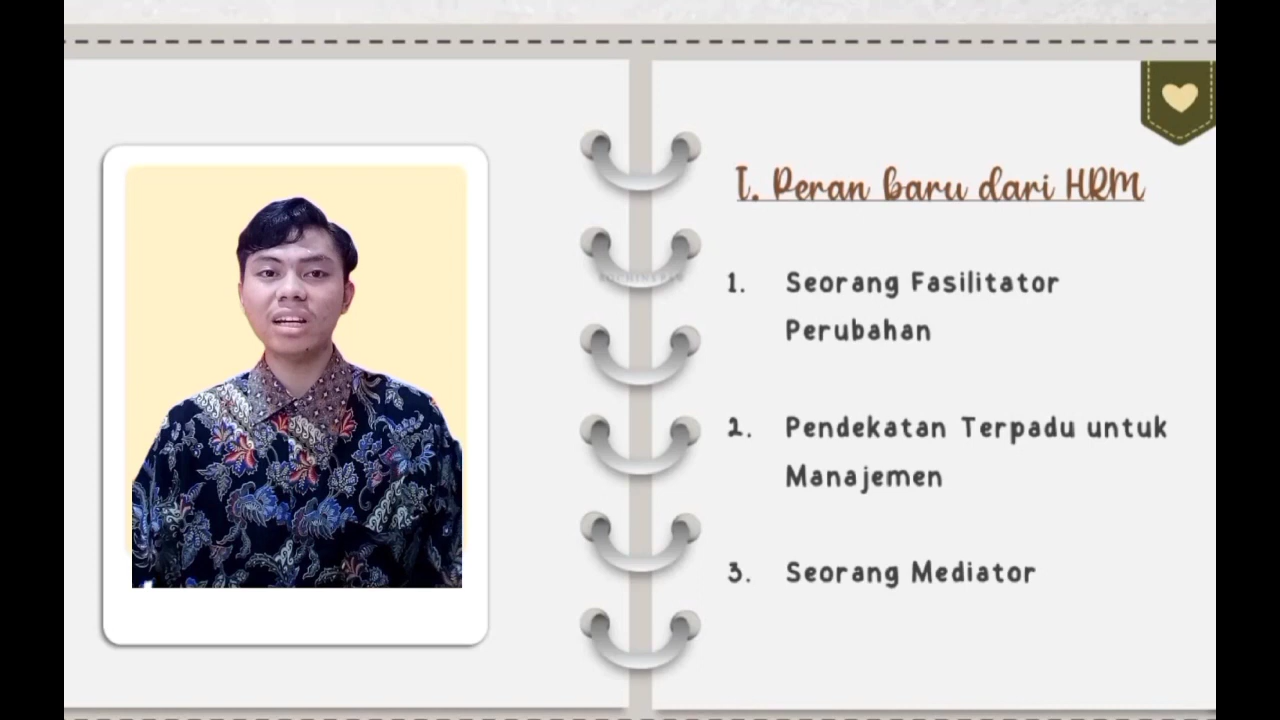 I. Peran baru dari HRM
1. Seorang Fasilitator
Perubahan
2. Pendekatan Terpadu untuk
Manajemen
3. Seorang Mediator